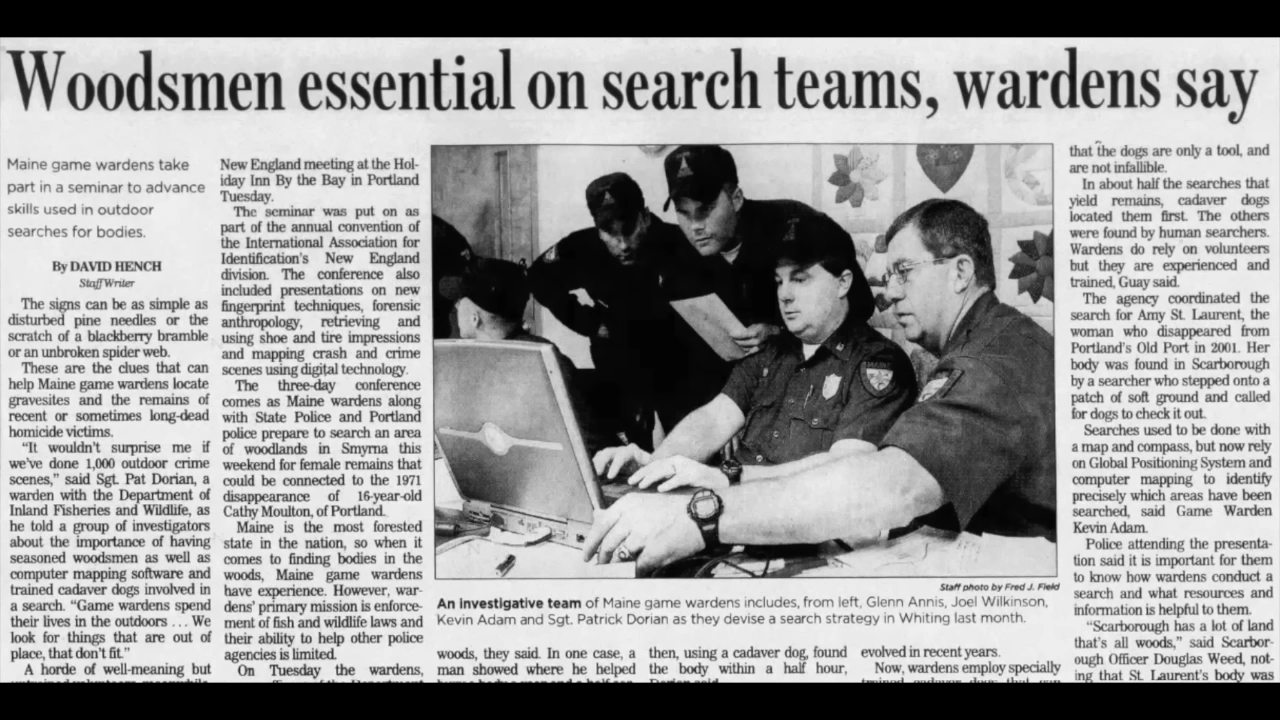 Woodsmen essential on search teams, wardens say
Maine game wardens take
part in a seminar to advance
skills used in outdoor
searches for bodies.
By DAVID HENCH
Staff Writer
The signs can be as simple as
disturbed pine needles or the
scratch of a blackberry bramble
or an unbroken spider web.
These are the clues that can
help Maine game wardens locate
gravesites and the remains of
recent or sometimes long-dead
homicide victims.
"It wouldn't surprise me if
we've done 1,000 outdoor crime
scenes," said Sgt. Pat Dorian, a
warden with the Department of
Inland Fisheries and Wildlife, as
he told a group of investigators
about the importance of having
seasoned woodsmen as well as
computer mapping software and
trained cadaver dogs involved in
a search. "Game wardens spend
their lives in the outdoors ... We
look for things that are out of
place, that don't fit."
A horde of well-meaning but
New England meeting at the Hol-
iday Inn By the Bay in Portland
Tuesday.
The seminar was put on as
part of the annual convention of
the International Association for
Identification's New England
division. The conference also
included presentations on new
fingerprint techniques, forensic
anthropology, retrieving and
using shoe and tire impressions
and mapping crash and crime
scenes using digital technology.
The three-day conference
comes as Maine wardens along
with State Police and Portland
police prepare to search an area
of woodlands in Smyrna this
weekend for female remains that
could be connected to the 1971
disappearance of 16-year-old
Cathy Moulton, of Portland.
Maine is the most forested
state in the nation, so when it
comes to finding bodies in the
woods, Maine game wardens
have experience. However, war-
dens' primary mission is enforce-
ment of fish and wildlife laws and
their ability to help other police
agencies is limited.
On Tuesday the wardens,
Staff photo by Fred J. Field
An investigative team of Maine game wardens includes, from left, Glenn Annis, Joel Wilkinson,
Kevin Adam and Sgt. Patrick Dorian as they devise a search strategy in Whiting last month.
woods, they said. In one case, a
man showed where he helped
then, using a cadaver dog, found
the body within a half hour,
evolved in recent years.
Now, wardens employ specially
that the dogs are only a tool, and
are not infallible.
In about half the searches that
yield remains, cadaver dogs
located them first. The others
were found by human searchers.
Wardens do rely on volunteers
but they are experienced and
trained, Guay said.
The agency coordinated the
search for Amy St. Laurent, the
woman who disappeared from
Portland's Old Port in 2001. Her
body was found in Scarborough
by a searcher who stepped onto a
patch of soft ground and called
for dogs to check it out.
Searches used to be done with
a map and compass, but now rely
on Global Positioning System and
computer mapping to identify
precisely which areas have been
searched, said Game Warden
Kevin Adam.
Police attending the presenta-
tion said it is important for them
to know how wardens conduct a
search and what resources and
information is helpful to them.
"Scarborough has a lot of land
that's all woods," said Scarbor-
ough Officer Douglas Weed, not-
ing that St. Laurent's body was